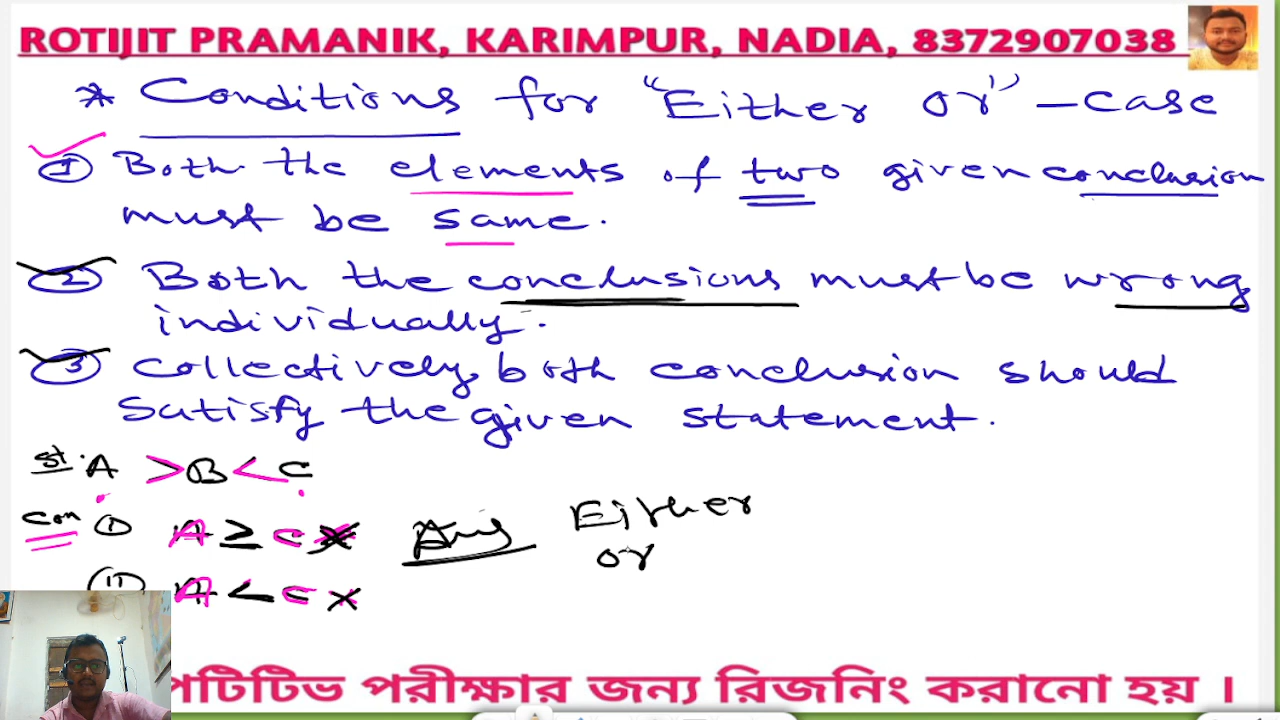 ROTIJIT PRAMANIK, KARIMPUR, NADIA, 8372907038
* Conditions for "Either or" - case
① Both the elements of two given conclusion
must be same.
② Both the conclusions must be wrong
individually.
③ Collectively both conclusion should
satisfy the given statement.
St: A > B < C
Con ① A ≥ C × Ans Either
or
(II) A < C ×
পটিটিভ পরীক্ষার জন্য রিজনিং করানো হয় ।